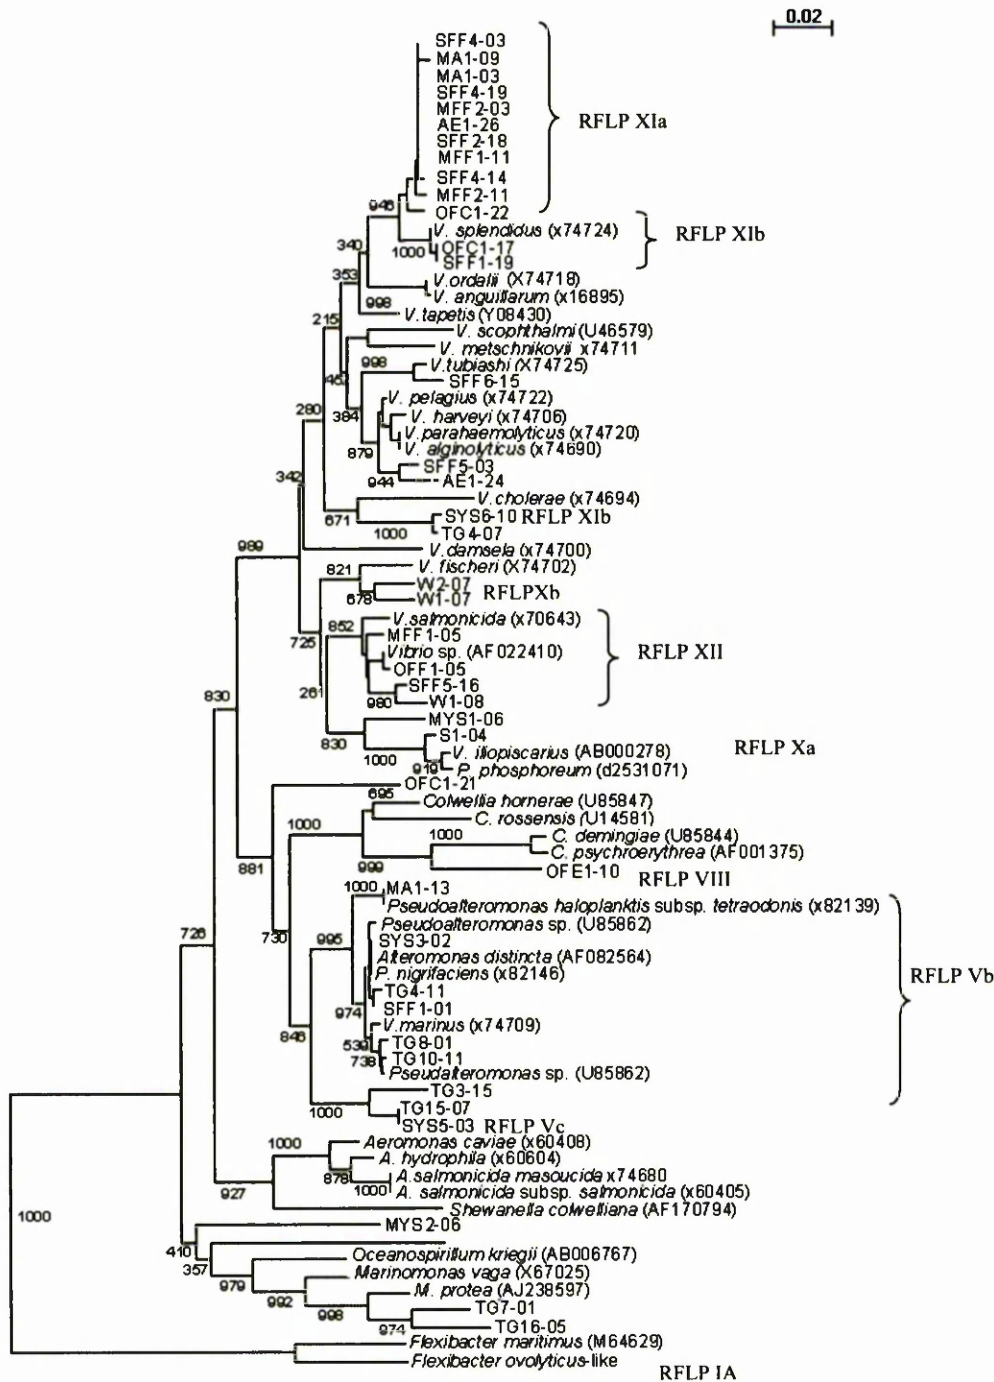 0.02
SFF4-03
MA1-09
MA1-03
SFF4-19
MFF2-03
AE1-26
RFLP XIa
SFF2-18
MFF1-11
SFF4-14
MFF2-11
946
OFC1-22
V. splendidus (x74724)
RFLP XIb
340
1000
OFC1-17
SFF1-19
353
V.ordalii (X74718)
V. anguillarum (x16895)
998
V.tapetis (Y08430)
215
V. scophthalmi (U46579)
V. metschnikovii x74711
998
V.tubiashi (X74725)
452
SFF6-15
V. pelagius (x74722)
384
V. harveyi (x74706)
280
V. parahaemolyticus (x74720)
V. alginolyticus (x74690)
879
SFF5-03
342
944
AE1-24
V.cholerae (x74694)
671
SYS6-10 RFLP XIb
1000
TG4-07
989
V.damsela (x74700)
821
V. fischeri (X74702)
W2-07
678
W1-07
RFLPXb
852
V.salmonicida (x70643)
725
MFF1-05
Vibrio sp. (AF022410)
RFLP XII
OFF1-05
261
SFF5-16
830
980
W1-08
MYS1-06
830
S1-04
1000
V. iliopiscarius (AB000278)
RFLP Xa
919
P. phosphoreum (d2531071)
OFC1-21
695
Colwellia hornerae (U85847)
1000
C. rossensis (U14581)
1000
C. demingiae (U85844)
C. psychroerythrea (AF001375)
881
999
OFE1-10
RFLP VIII
1000
MA1-13
Pseudoalteromonas haloplanktis subsp. tetraodonis (x82139)
726
730
995
Pseudoalteromonas sp. (U85862)
SYS3-02
Alteromonas distincta (AF082564)
P. nigrifaciens (x82146)
RFLP Vb
TG4-11
974
SFF1-01
V.marinus (x74709)
846
539
TG8-01
738
TG10-11
Pseudalteromonas sp. (U85862)
TG3-15
1000
TG15-07
SYS5-03 RFLP Vc
1000
Aeromonas caviae (x60408)
A. hydrophila (x60604)
878
A.salmonicida masoucida x74680
927
1000
A. salmonicida subsp. salmonicida (x60405)
Shewanella colwelliana (AF170794)
1000
MYS2-06
410
357
Oceanospirillum kriegii (AB006767)
979
Marinomonas vaga (X67025)
992
M. protea (AJ238597)
998
TG7-01
974
TG16-05
Flexibacter maritimus (M64629)
Flexibacter ovolyticus-like
RFLP IA